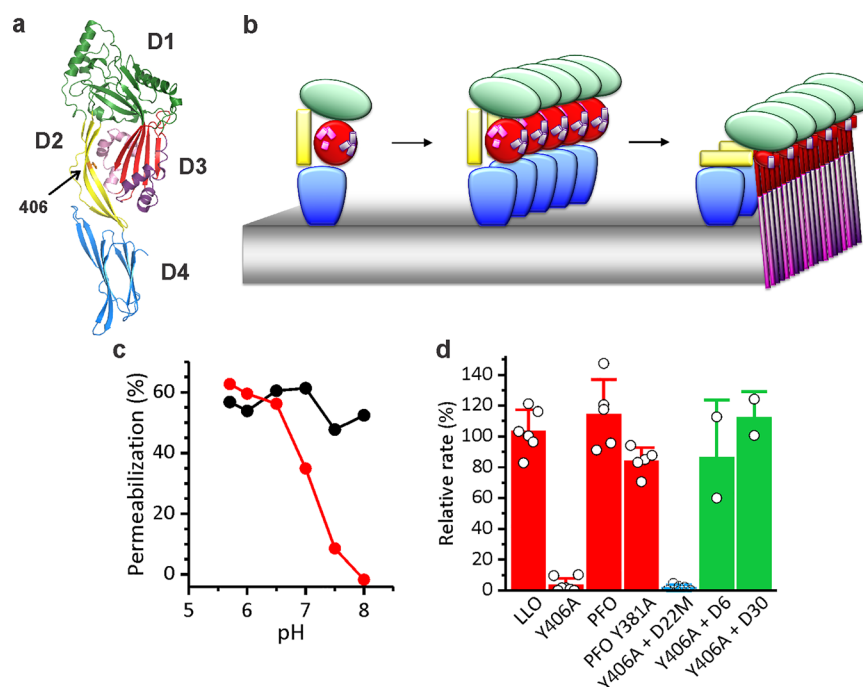 a
D1
D2
D3
406
D4
b
c
Permeabilization (%)
60
40
20
0
5
6
7
8
pH
d
Relative rate (%)
140
120
100
80
60
40
20
0
LLO
Y406A
PFO
PFO Y381A
Y406A + D22M
Y406A + D6
Y406A + D30